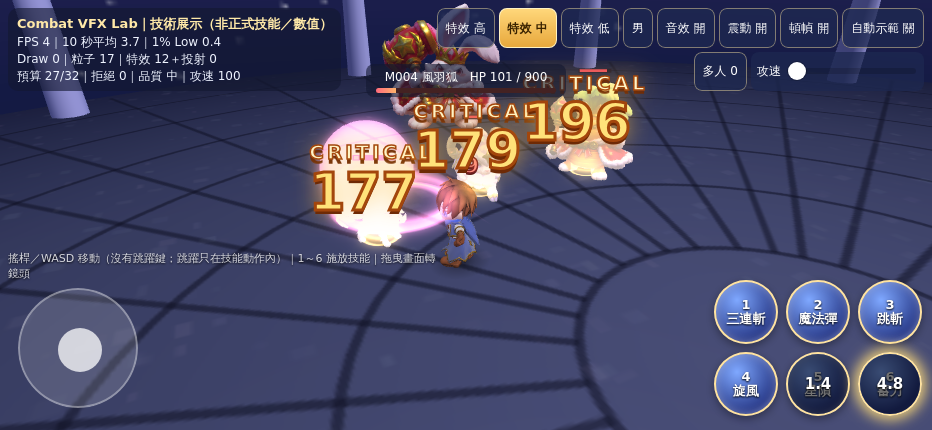 Combat VFX Lab｜技術展示（非正式技能／數值）
FPS 4｜10 秒平均 3.7｜1% Low 0.4
Draw 0｜粒子 17｜特效 12＋投射 0
預算 27/32｜拒絕 0｜品質 中｜攻速 100
特效 高
特效 中
特效 低
男
音效 開
震動 開
頓幀 開
自動示範 關
多人 0
攻速
M004 風羽狐 HP 101 / 900
CRITICAL
196
CRITICAL
179
CRITICAL
177
搖桿／WASD 移動（沒有跳躍鍵；跳躍只在技能動作內）｜1~6 施放技能｜拖曳畫面轉
鏡頭
1
三連斬
2
魔法彈
3
跳斬
4
旋風
5
1.4
星隕
6
4.8
蓄力